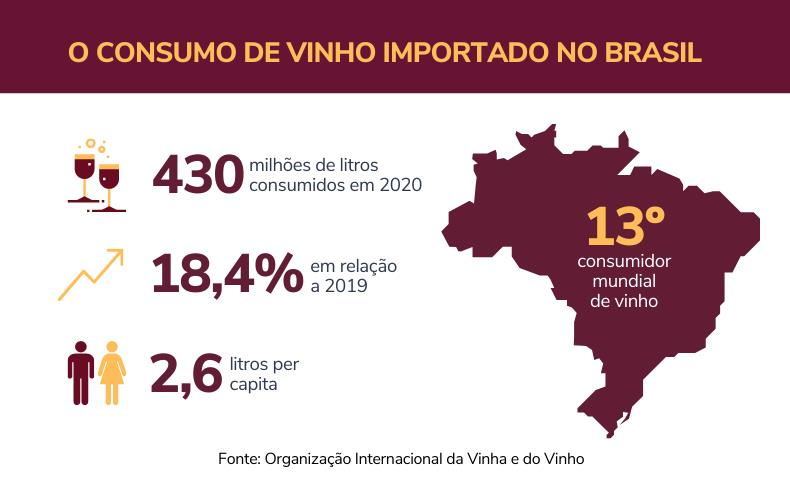 O CONSUMO DE VINHO IMPORTADO NO BRASIL
430 milhões de litros
consumidos em 2020
18,4% em relação
a 2019
2,6 litros per
capita
13º
consumidor
mundial
de vinho
Fonte: Organização Internacional da Vinha e do Vinho